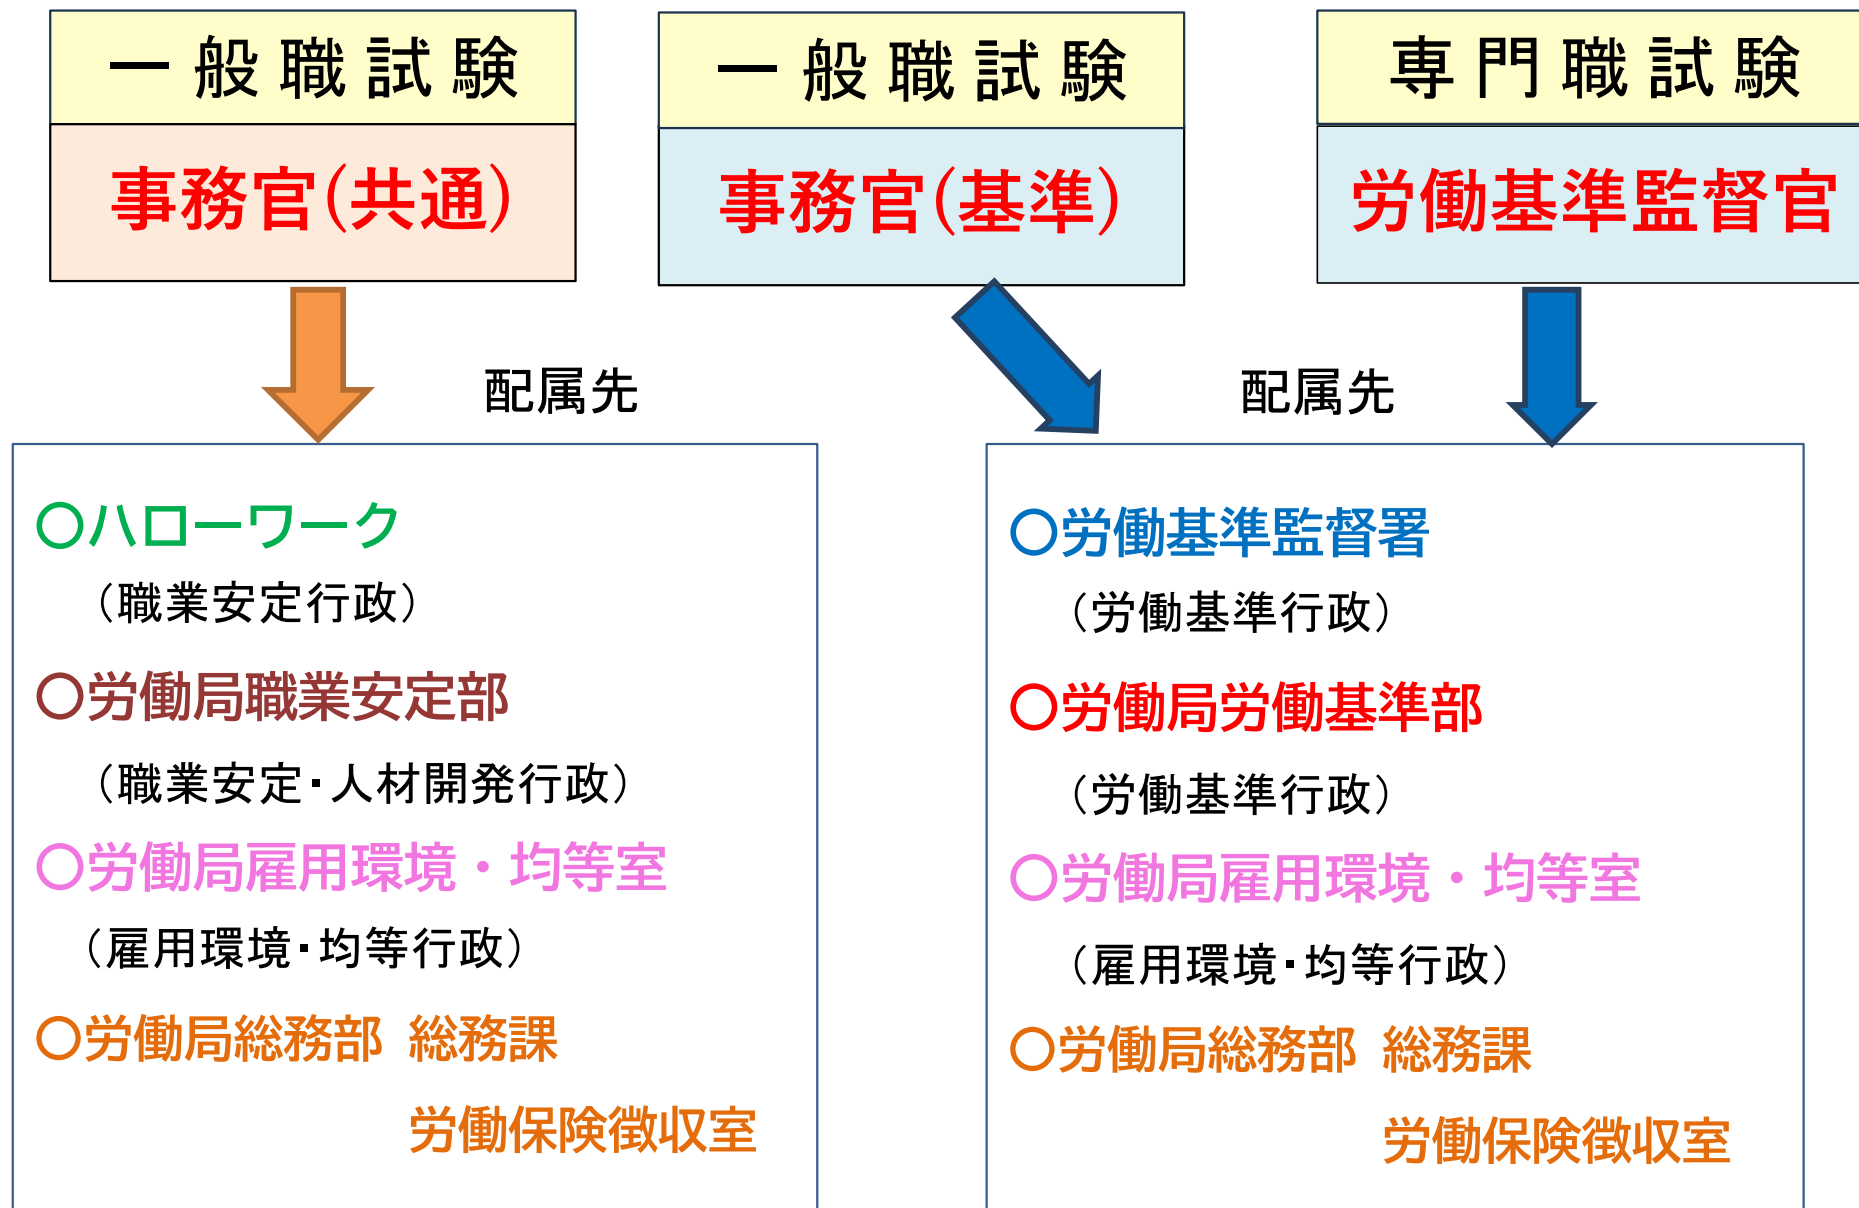 一般職試験
事務官(共通)
一般職試験
事務官(基準)
専門職試験
労働基準監督官
配属先
配属先
○ハローワーク
（職業安定行政）
○労働局職業安定部
（職業安定・人材開発行政）
○労働局雇用環境・均等室
（雇用環境・均等行政）
○労働局総務部 総務課
労働保険徴収室
○労働基準監督署
（労働基準行政）
○労働局労働基準部
（労働基準行政）
○労働局雇用環境・均等室
（雇用環境・均等行政）
○労働局総務部 総務課
労働保険徴収室